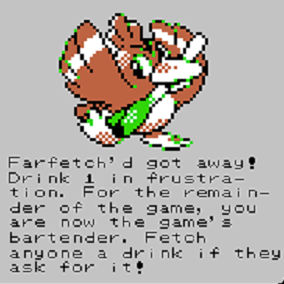 Farfetch'd got away!
Drink 1 in frustra-
tion. For the remain-
der of the game, you
are now the game's
bartender. Fetch
anyone a drink if they
ask for it!